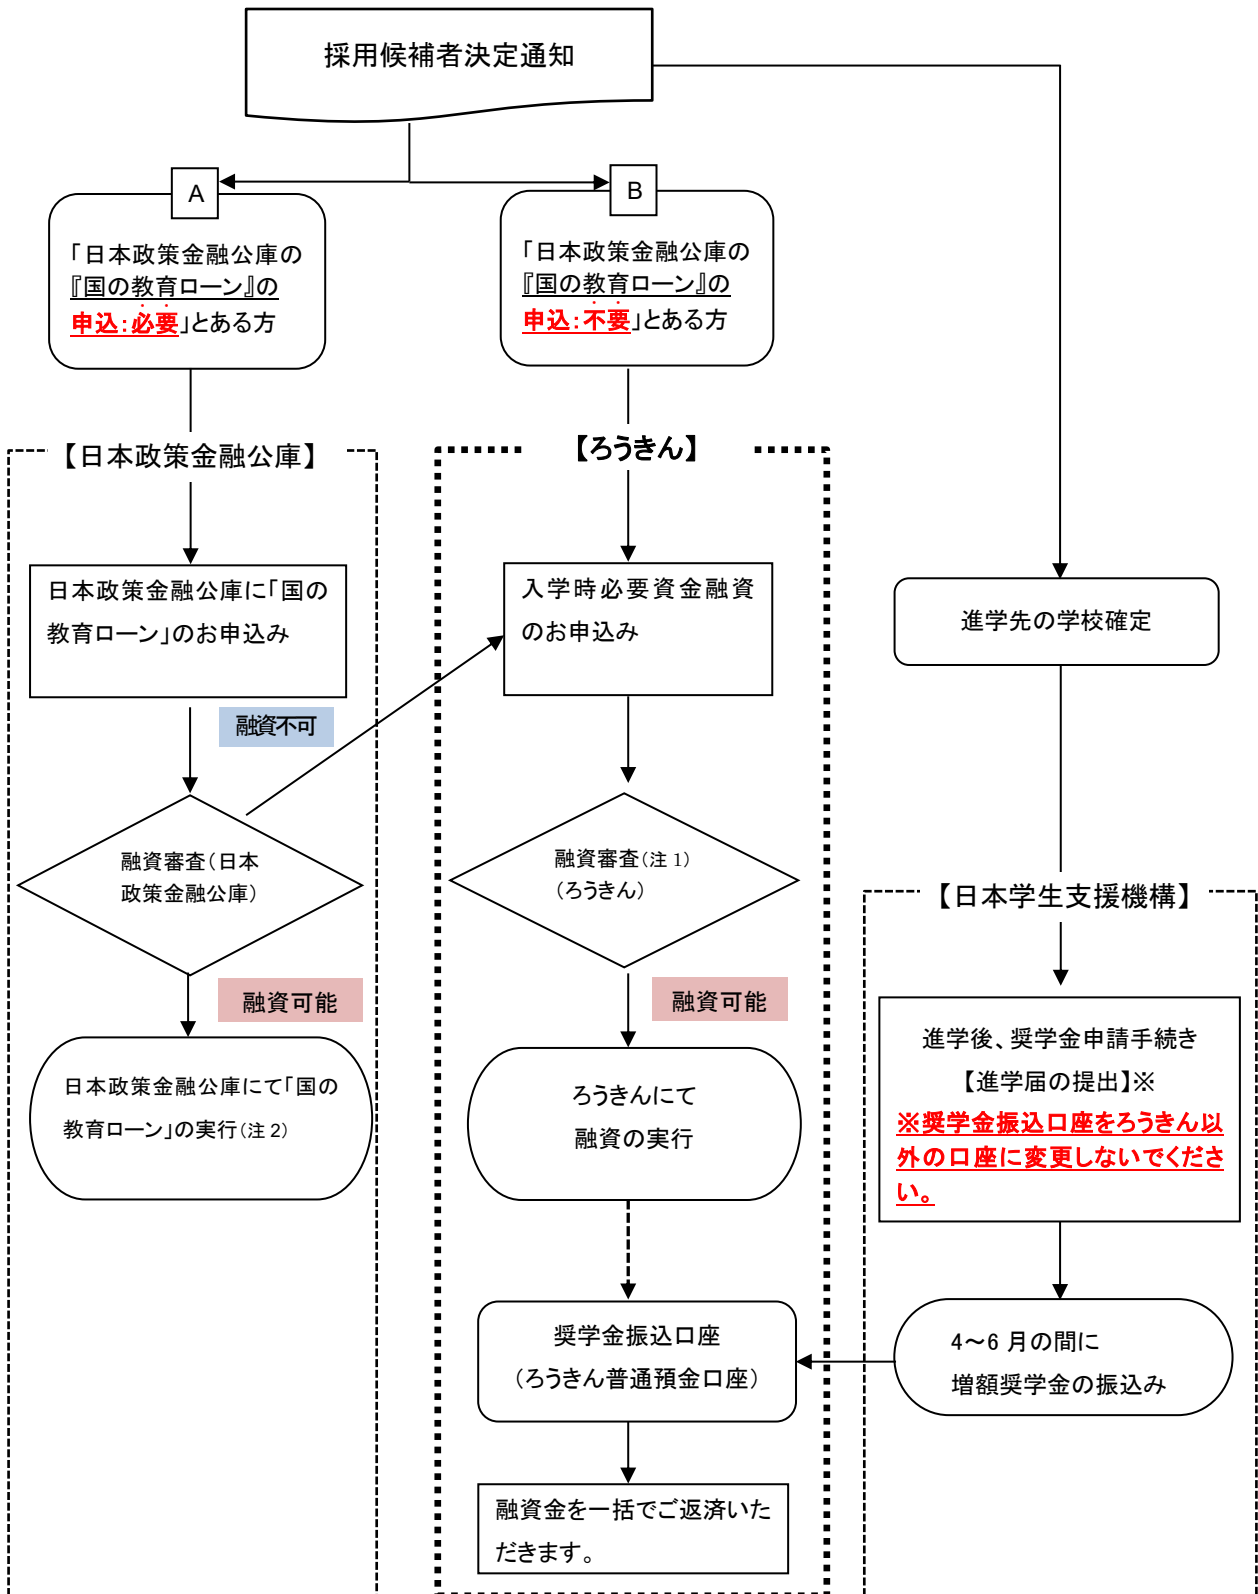 採用候補者決定通知
A
「日本政策金融公庫の
『国の教育ローン』の
申込:必要」とある方
B
「日本政策金融公庫の
『国の教育ローン』の
申込:不要」とある方
【日本政策金融公庫】
日本政策金融公庫に「国の
教育ローン」のお申込み
融資不可
融資審査(日本
政策金融公庫)
融資可能
日本政策金融公庫にて「国の
教育ローン」の実行(注2)
【ろうきん】
入学時必要資金融資
のお申込み
融資審査(注1)
(ろうきん)
融資可能
ろうきんにて
融資の実行
奨学金振込口座
(ろうきん普通預金口座)
融資金を一括でご返済いた
だきます。
進学先の学校確定
【日本学生支援機構】
進学後、奨学金申請手続き
【進学届の提出】※
※奨学金振込口座をろうきん以
外の口座に変更しないでくださ
い。
4~6月の間に
増額奨学金の振込み